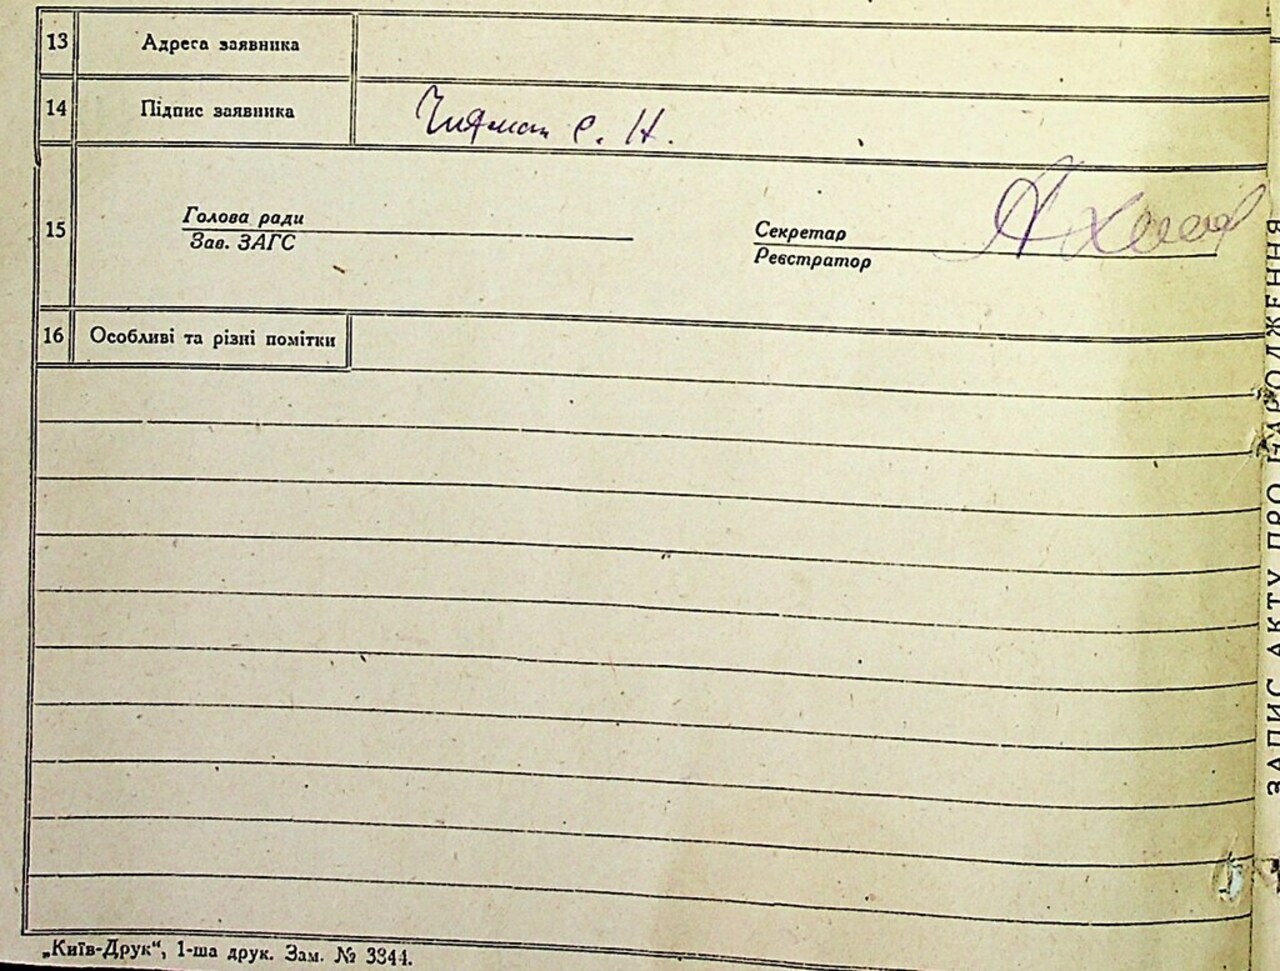 13 Адреса заявника
14 Підпис заявника С. Н.
15 Голова ради
Зав. ЗАГС
Секретар
Реєстратор
16 Особливі та різні помітки
„Київ-Друк“, 1-ша друк. Зам. № 3344.
ЗАПИС АКТУ ПРО НАРОДЖЕННЯ